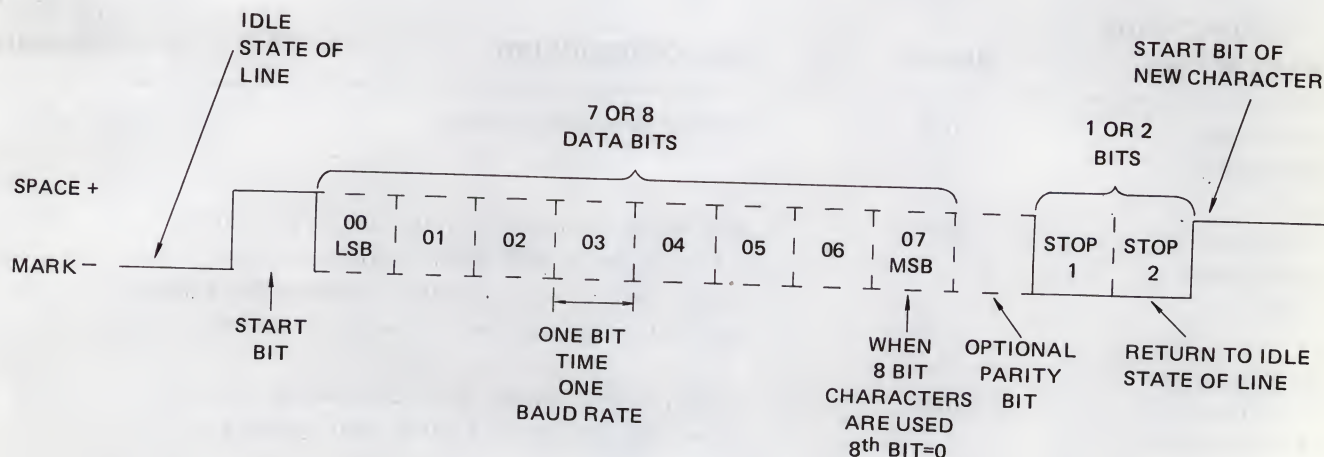 IDLE
STATE OF
LINE
START BIT OF
NEW CHARACTER
7 OR 8
DATA BITS
1 OR 2
BITS
SPACE +
MARK –
00
LSB
01
02
03
04
05
06
07
MSB
STOP
1
STOP
2
START
BIT
ONE BIT
TIME
ONE
BAUD RATE
WHEN
8 BIT
CHARACTERS
ARE USED
8th BIT=0
OPTIONAL
PARITY
BIT
RETURN TO IDLE
STATE OF LINE